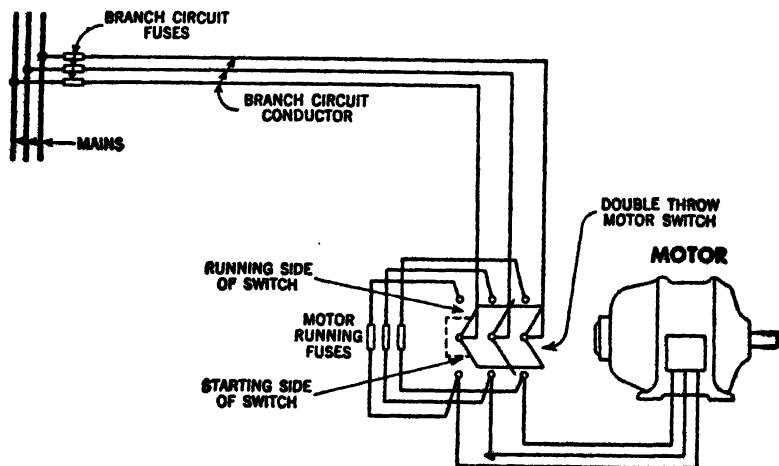 BRANCH CIRCUIT
FUSES
BRANCH CIRCUIT
CONDUCTOR
MAINS
DOUBLE THROW
MOTOR SWITCH
MOTOR
RUNNING SIDE
OF SWITCH
MOTOR
RUNNING
FUSES
STARTING SIDE
OF SWITCH